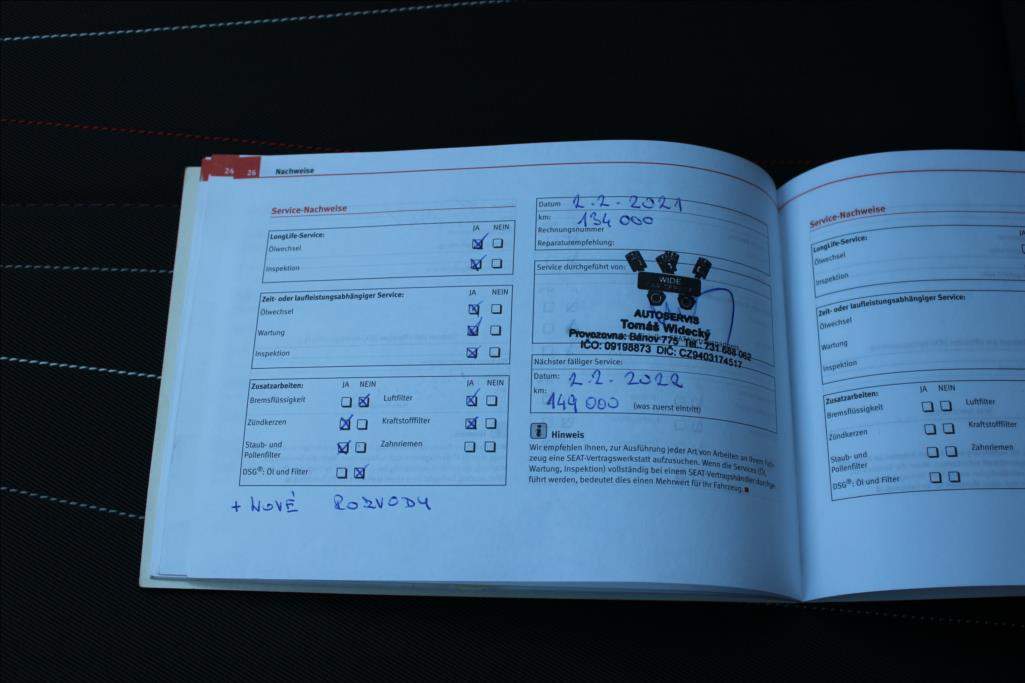 24 26 Nachweise
Service-Nachweise
JA NEIN
LongLife-Service:
Ölwechsel
Inspektion
JA NEIN
Zeit- oder laufleistungsabhängiger Service:
Ölwechsel
Wartung
Inspektion
Zusatzarbeiten: JA NEIN JA NEIN
Bremsflüssigkeit Luftfilter
Zündkerzen Kraftstofffilter
Staub- und Zahnriemen
Pollenfilter
DSG®: Öl und Filter
+ NOVÉ ROZVODY
Datum 2.2.2021
km: 134 000
Rechnungsnummer
Reparaturempfehlung:
Service durchgeführt von:
WIDE
AUTOSERVIS
Tomáš Widecký
Provozovna: Bánov 775 Tel.: 731 668 062
IČO: 09198873 DIČ: CZ9403174517
Nächster fälliger Service:
Datum: 2.2. 2022
km:
149 000 (was zuerst eintritt)
i Hinweis
Wir empfehlen Ihnen, zur Ausführung jeder Art von Arbeiten an Ihrem Fahr-
zeug eine SEAT-Vertragswerkstatt aufzusuchen. Wenn die Services (Öl,
Wartung, Inspektion) vollständig bei einem SEAT-Vertragshändler durchge-
führt werden, bedeutet dies einen Mehrwert für Ihr Fahrzeug.
Service-Nachweise
LongLife-Service:
Ölwechsel
Inspektion
Zeit- oder laufleistungsabhängiger Service:
Ölwechsel
Wartung
Inspektion
Zusatzarbeiten: JA NEIN
Bremsflüssigkeit Luftfilter
Zündkerzen Kraftstofffilter
Staub- und Zahnriemen
Pollenfilter
DSG®: Öl und Filter